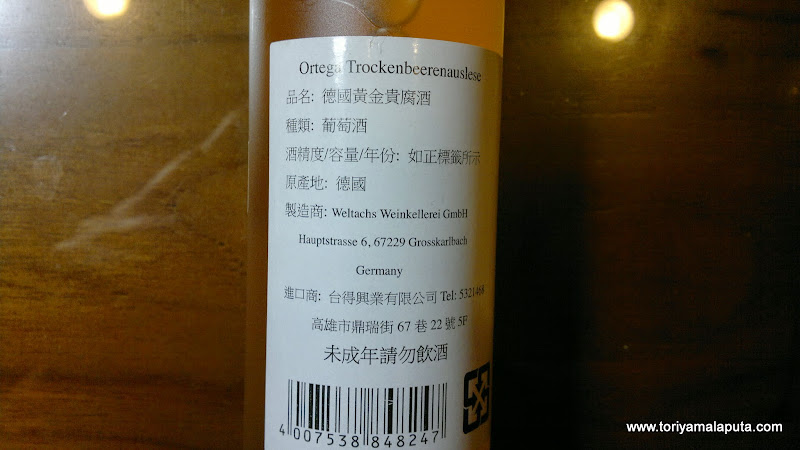 Ortega Trockenbeerenauslese
品名: 德國黃金貴腐酒
種類: 葡萄酒
酒精度/容量/年份: 如正標籤所示
原產地: 德國
製造商: Weltachs Weinkellerei GmbH
Hauptstrasse 6, 67229 Grosskarlbach
Germany
進口商: 台得興業有限公司 Tel: 5321468
高雄市鼎瑞街 67 巷 22 號 5F
未成年請勿飲酒
4 007538 848247
www.toriyamalaputa.com